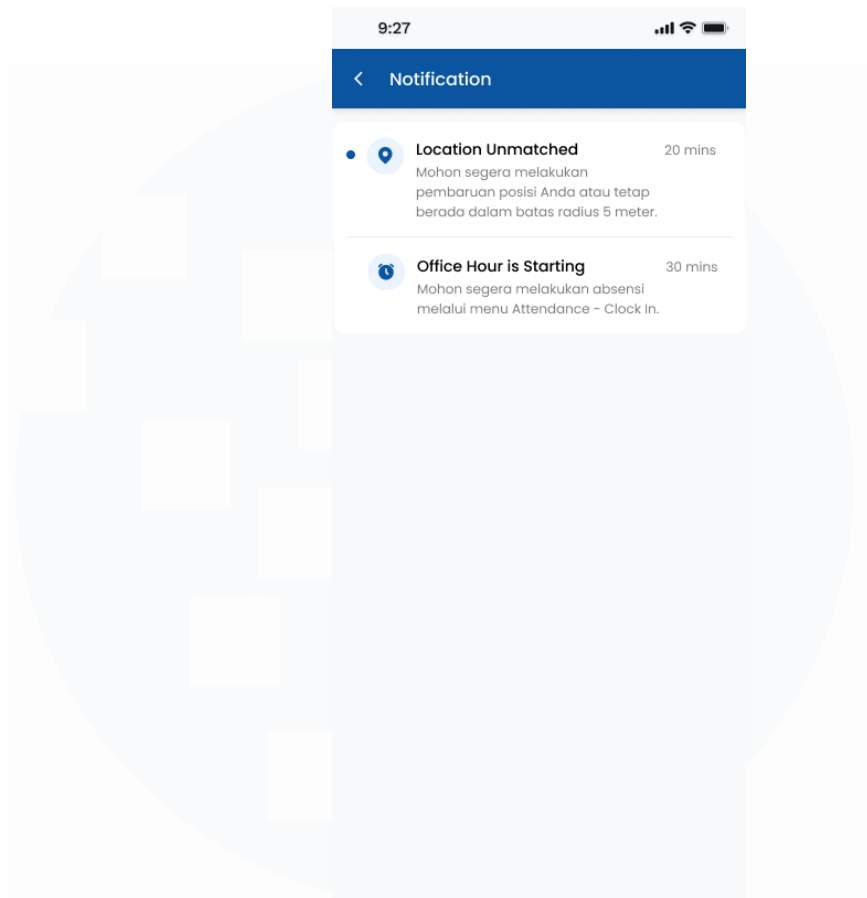 9:27
Notification
Location Unmatched 20 mins
Mohon segera melakukan
pembaruan posisi Anda atau tetap
berada dalam batas radius 5 meter.
Office Hour is Starting 30 mins
Mohon segera melakukan absensi
melalui menu Attendance - Clock In.